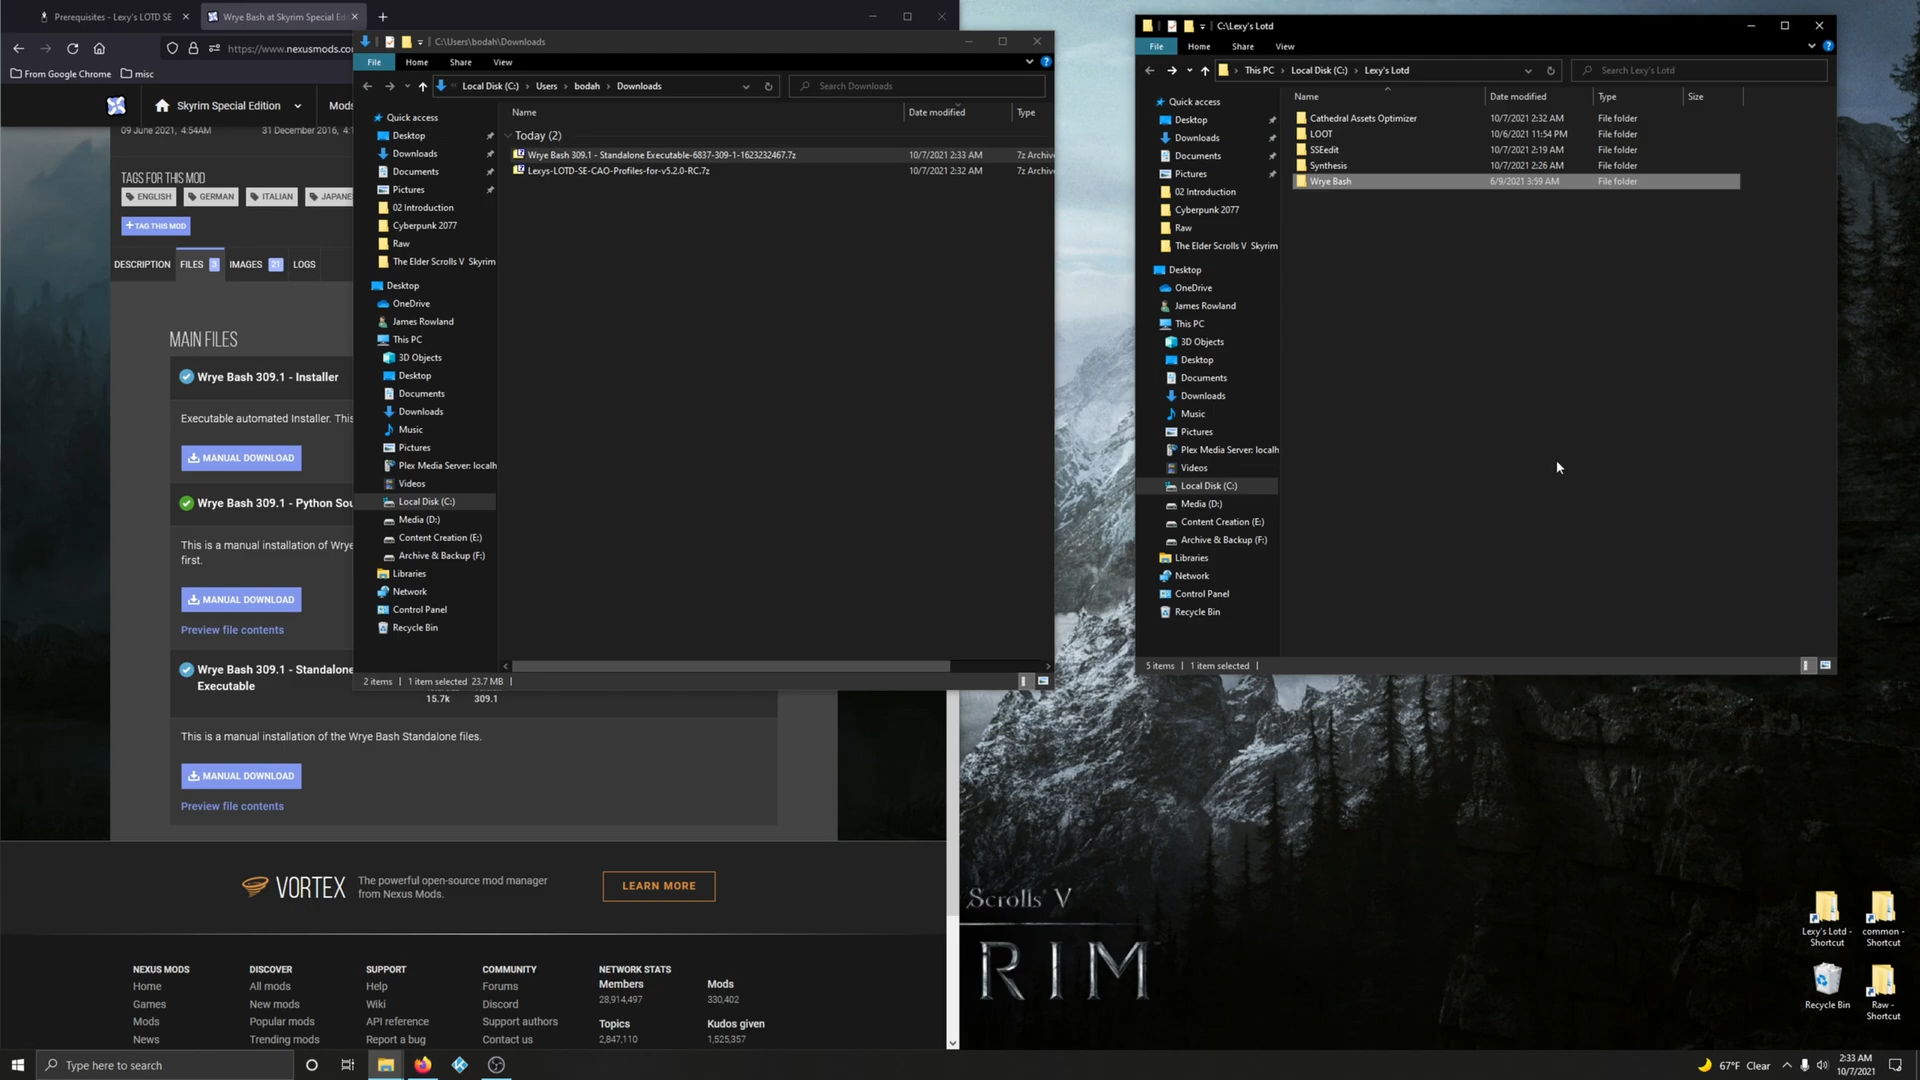 Prerequisites - Lexy's LOTD SE
Wrye Bash at Skyrim Special Edi
https://www.nexusmods.co
From Google Chrome
misc
Skyrim Special Edition
Mods
09 June 2021, 4:54AM
31 December 2016, 4:1
TAGS FOR THIS MOD
ENGLISH
GERMAN
ITALIAN
JAPANE
+TAG THIS MOD
DESCRIPTION
FILES 3
IMAGES 21
LOGS
MAIN FILES
Wrye Bash 309.1 - Installer
Executable automated Installer. This
MANUAL DOWNLOAD
Wrye Bash 309.1 - Python Sou
This is a manual installation of Wrye
first.
MANUAL DOWNLOAD
Preview file contents
Wrye Bash 309.1 - Standalone
Executable
15.7k
309.1
This is a manual installation of the Wrye Bash Standalone files.
MANUAL DOWNLOAD
Preview file contents
VORTEX
The powerful open-source mod manager
from Nexus Mods.
LEARN MORE
NEXUS MODS
Home
Games
Mods
News
DISCOVER
All mods
New mods
Popular mods
Trending mods
SUPPORT
Help
Wiki
API reference
Report a bug
COMMUNITY
Forums
Discord
Support authors
Contact us
NETWORK STATS
Members
28,914,497
Topics
2,847,110
Mods
330,402
Kudos given
1,525,357
C:\Users\bodah\Downloads
File
Home
Share
View
Local Disk (C:) › Users › bodah › Downloads
Search Downloads
Quick access
Desktop
Downloads
Documents
Pictures
02 Introduction
Cyberpunk 2077
Raw
The Elder Scrolls V Skyrim
Desktop
OneDrive
James Rowland
This PC
3D Objects
Desktop
Documents
Downloads
Music
Pictures
Plex Media Server: localh
Videos
Local Disk (C:)
Media (D:)
Content Creation (E:)
Archive & Backup (F:)
Libraries
Network
Control Panel
Recycle Bin
Name
Date modified
Type
Today (2)
Wrye Bash 309.1 - Standalone Executable-6837-309-1-1623232467.7z
10/7/2021 2:33 AM
7z Archive
Lexys-LOTD-SE-CAO-Profiles-for-v5.2.0-RC.7z
10/7/2021 2:32 AM
7z Archive
2 items
1 item selected 23.7 MB
C:\Lexy's Lotd
File
Home
Share
View
This PC › Local Disk (C:) › Lexy's Lotd
Search Lexy's Lotd
Quick access
Desktop
Downloads
Documents
Pictures
02 Introduction
Cyberpunk 2077
Raw
The Elder Scrolls V Skyrim
Desktop
OneDrive
James Rowland
This PC
3D Objects
Desktop
Documents
Downloads
Music
Pictures
Plex Media Server: localh
Videos
Local Disk (C:)
Media (D:)
Content Creation (E:)
Archive & Backup (F:)
Libraries
Network
Control Panel
Recycle Bin
Name
Date modified
Type
Size
Cathedral Assets Optimizer
10/7/2021 2:32 AM
File folder
LOOT
10/6/2021 11:54 PM
File folder
SSEedit
10/7/2021 2:19 AM
File folder
Synthesis
10/7/2021 2:26 AM
File folder
Wrye Bash
6/9/2021 3:59 AM
File folder
5 items
1 item selected
Scrolls V
RIM
Lexy's Lotd -
Shortcut
common -
Shortcut
Recycle Bin
Raw -
Shortcut
Type here to search
67°F Clear
2:33 AM
10/7/2021